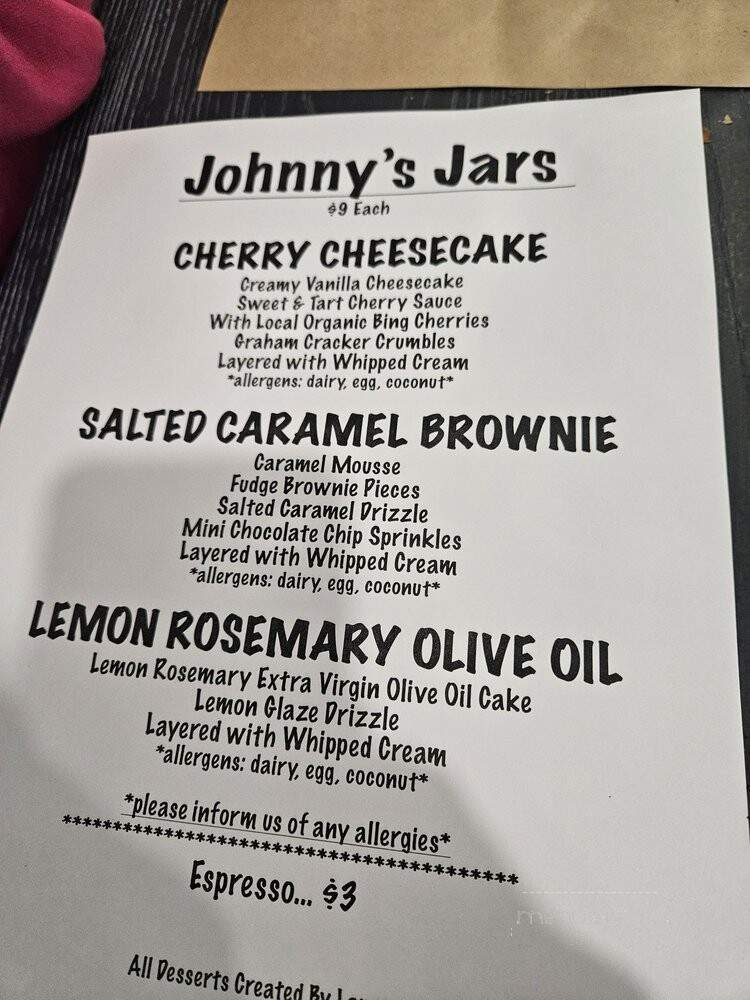 Johnny's Jars
$9 Each
CHERRY CHEESECAKE
Creamy Vanilla Cheesecake
Sweet & Tart Cherry Sauce
With Local Organic Bing Cherries
Graham Cracker Crumbles
Layered with Whipped Cream
*allergens: dairy, egg, coconut*
SALTED CARAMEL BROWNIE
Caramel Mousse
Fudge Brownie Pieces
Salted Caramel Drizzle
Mini Chocolate Chip Sprinkles
Layered with Whipped Cream
*allergens: dairy, egg, coconut*
LEMON ROSEMARY OLIVE OIL
Lemon Rosemary Extra Virgin Olive Oil Cake
Lemon Glaze Drizzle
Layered with Whipped Cream
*allergens: dairy, egg, coconut*
*please inform us of any allergies*
****************************************
Espresso... $3
All Desserts Created By